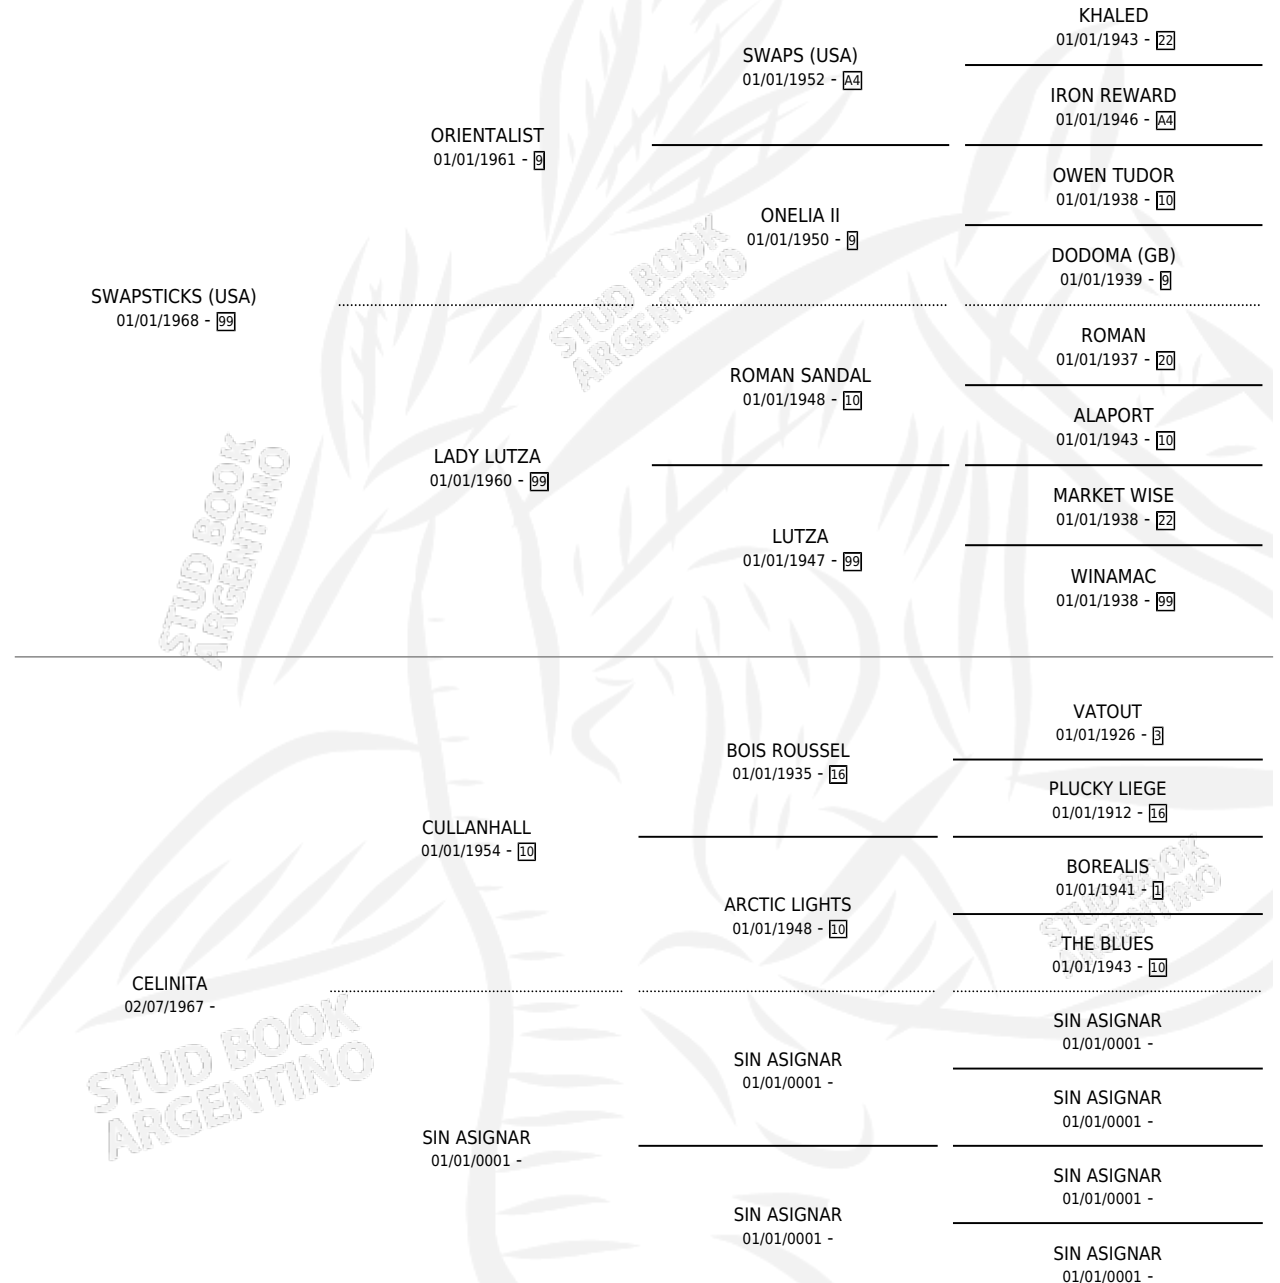 KHALED
01/01/1943 - 22
SWAPS (USA)
01/01/1952 - A4
IRON REWARD
01/01/1946 - A4
ORIENTALIST
01/01/1961 - 9
OWEN TUDOR
01/01/1938 - 10
ONELIA II
01/01/1950 - 9
DODOMA (GB)
01/01/1939 - 9
SWAPSTICKS (USA)
01/01/1968 - 99
ROMAN
01/01/1937 - 20
ROMAN SANDAL
01/01/1948 - 10
ALAPORT
01/01/1943 - 10
LADY LUTZA
01/01/1960 - 99
MARKET WISE
01/01/1938 - 22
LUTZA
01/01/1947 - 99
WINAMAC
01/01/1938 - 99
VATOUT
01/01/1926 - 3
BOIS ROUSSEL
01/01/1935 - 16
PLUCKY LIEGE
01/01/1912 - 16
CULLANHALL
01/01/1954 - 10
BOREALIS
01/01/1941 - 1
ARCTIC LIGHTS
01/01/1948 - 10
THE BLUES
01/01/1943 - 10
CELINITA
02/07/1967 -
SIN ASIGNAR
01/01/0001 -
SIN ASIGNAR
01/01/0001 -
SIN ASIGNAR
01/01/0001 -
SIN ASIGNAR
01/01/0001 -
SIN ASIGNAR
01/01/0001 -
SIN ASIGNAR
01/01/0001 -
SIN ASIGNAR
01/01/0001 -
STUD BOOK
ARGENTINO
STUD BOOK
ARGENTINO
STUD BOOK
ARGENTINO
STUD BOOK
ARGENTINO